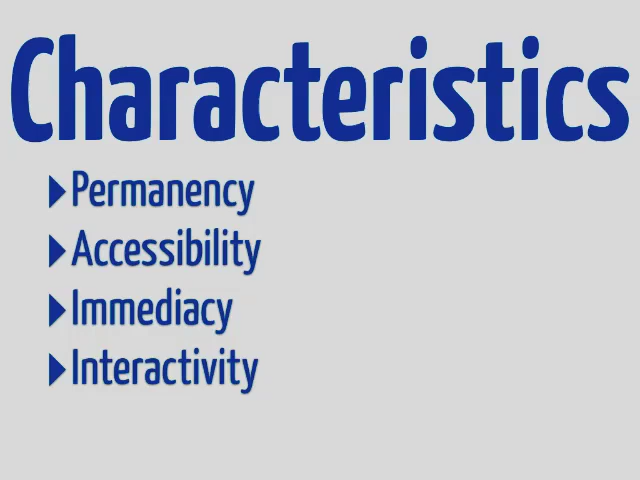 Characteristics
Permanency
Accessibility
Immediacy
Interactivity